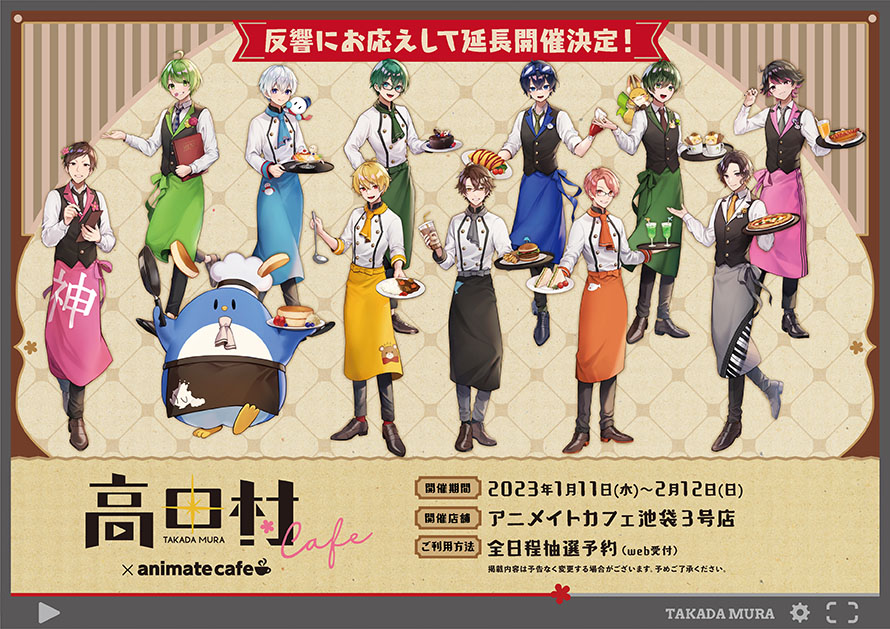 反響にお応えして延長開催決定!
神
高田村
TAKADA MURA
Cafe
×animate cafe
開催期間 2023年1月11日(水)~2月12日(日)
開催店舗 アニメイトカフェ池袋3号店
ご利用方法 全日程抽選予約(web受付)
掲載内容は予告なく変更する場合がございます。予めご了承ください。
TAKADA MURA